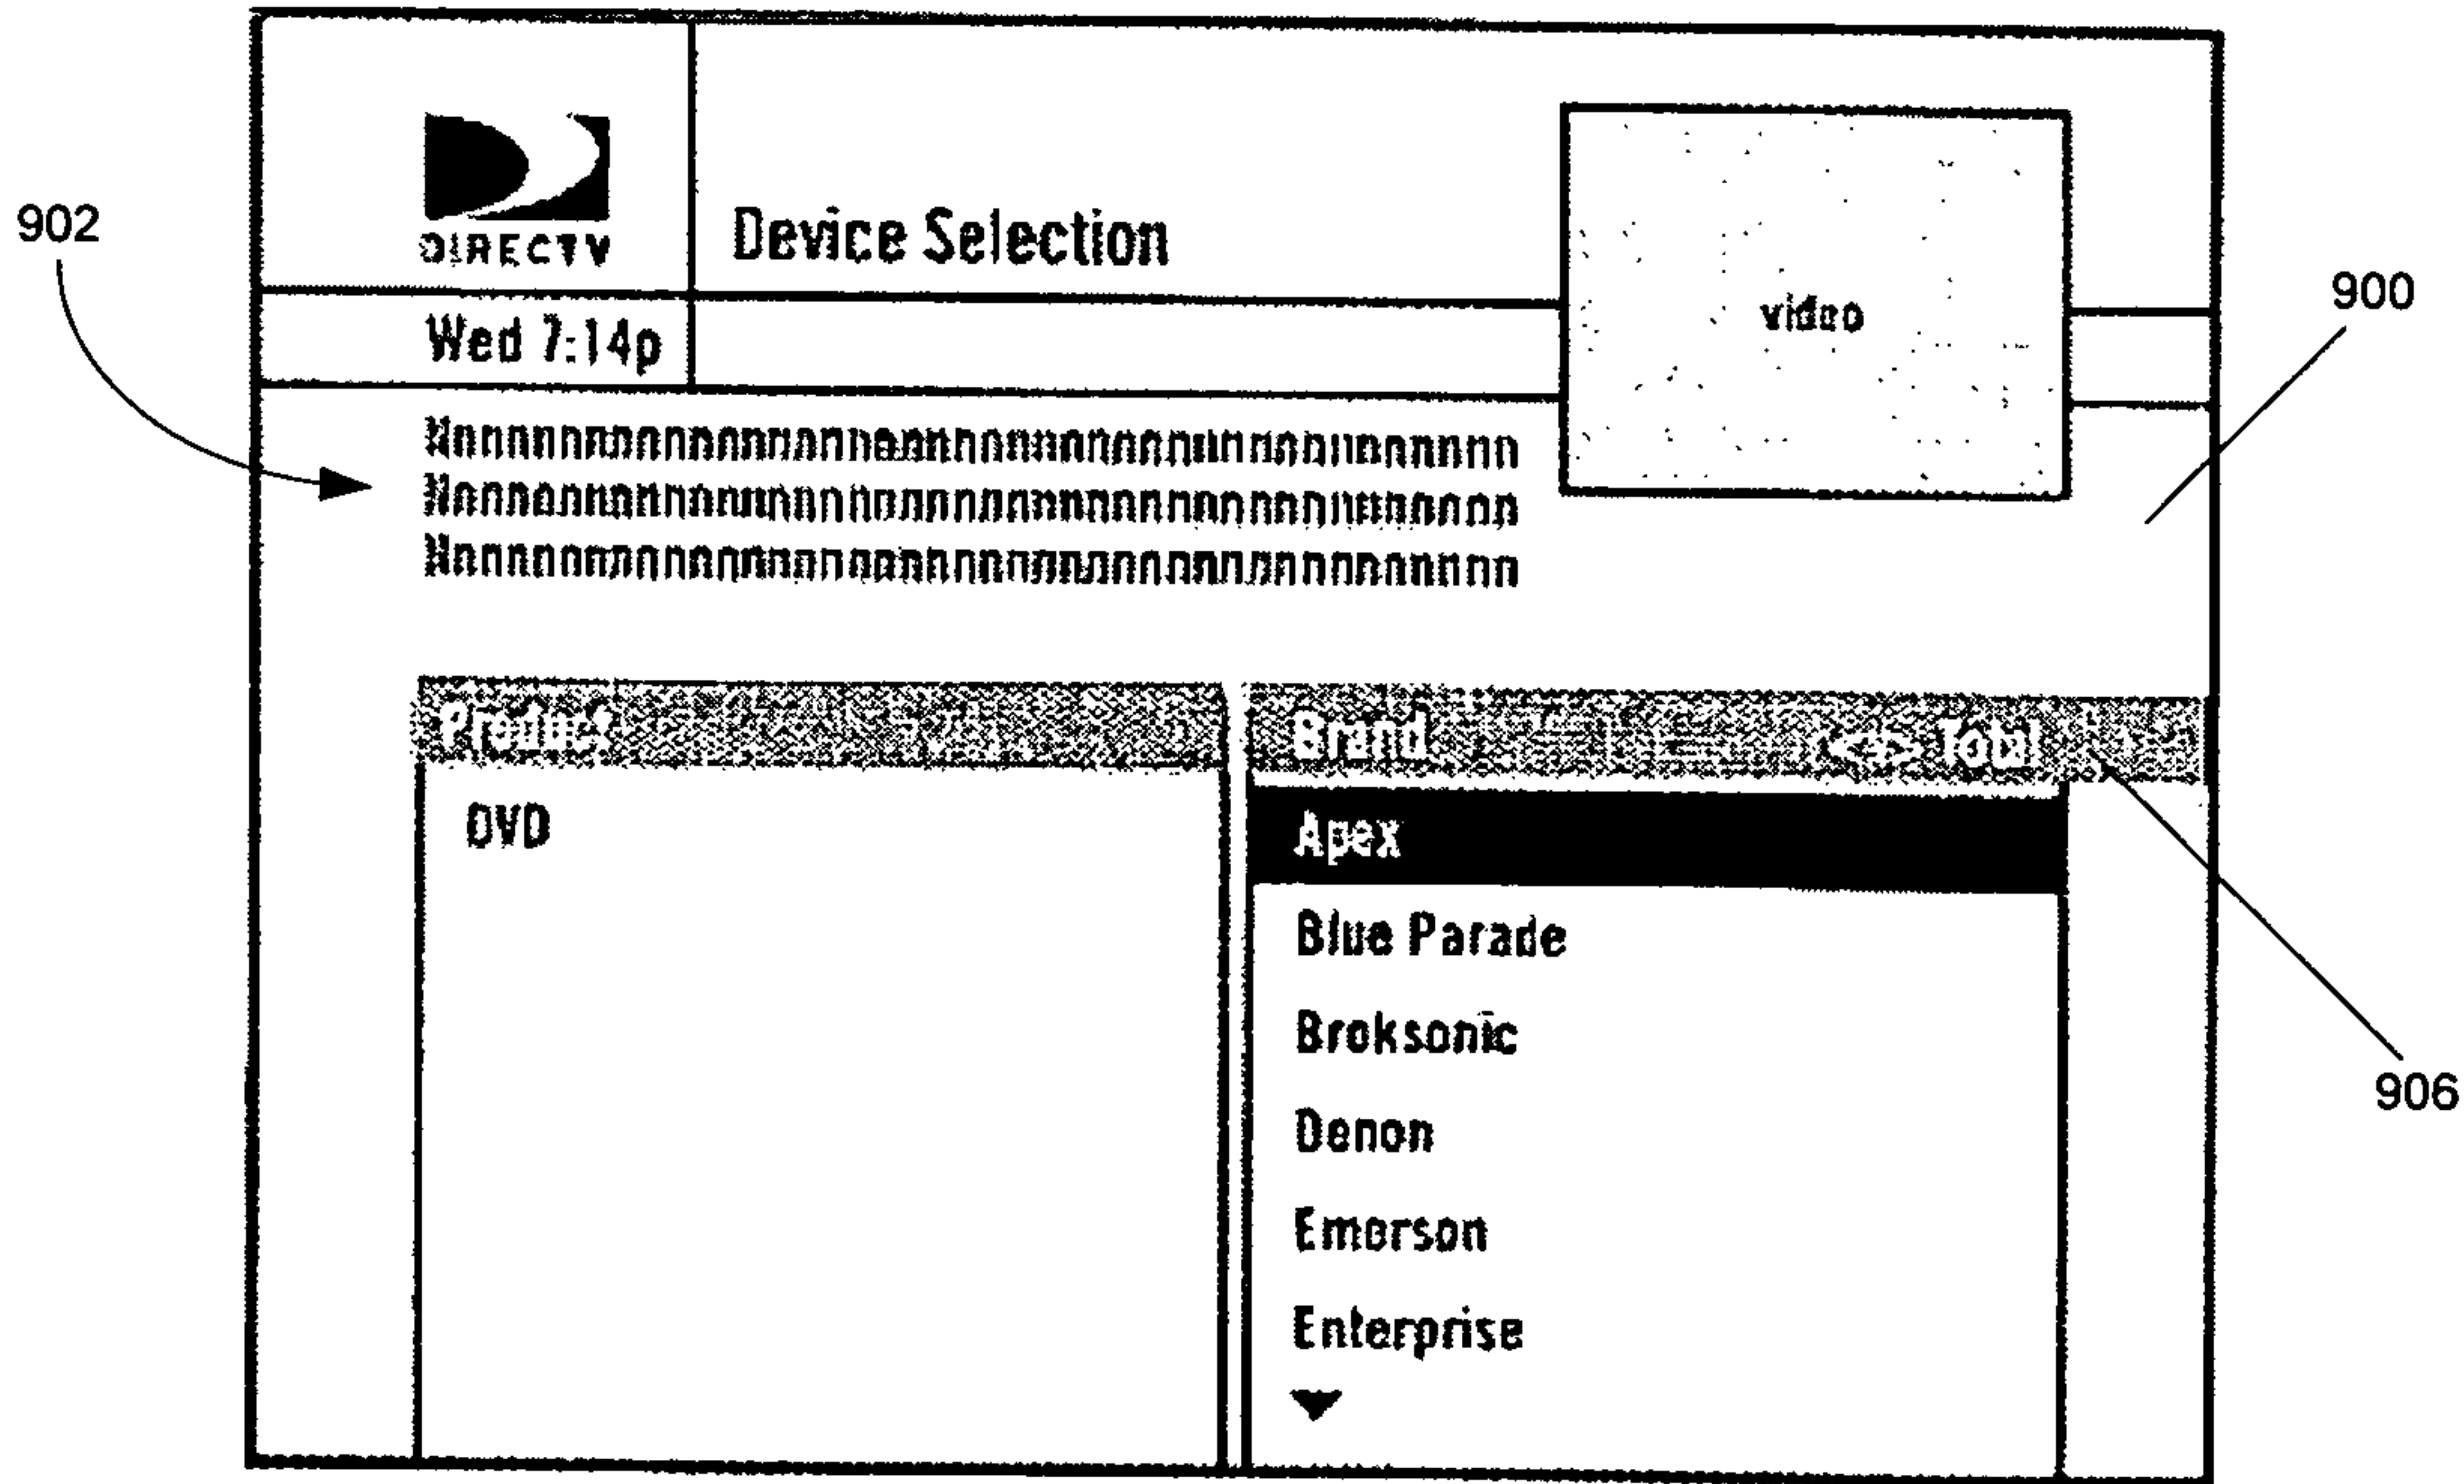 902
DIRECTV
Device Selection
video
900
Wed 7:14p
Product
Brand
<#> Total
DVD
Apex
Blue Parade
Broksonic
Denon
Emerson
906
Enterprise